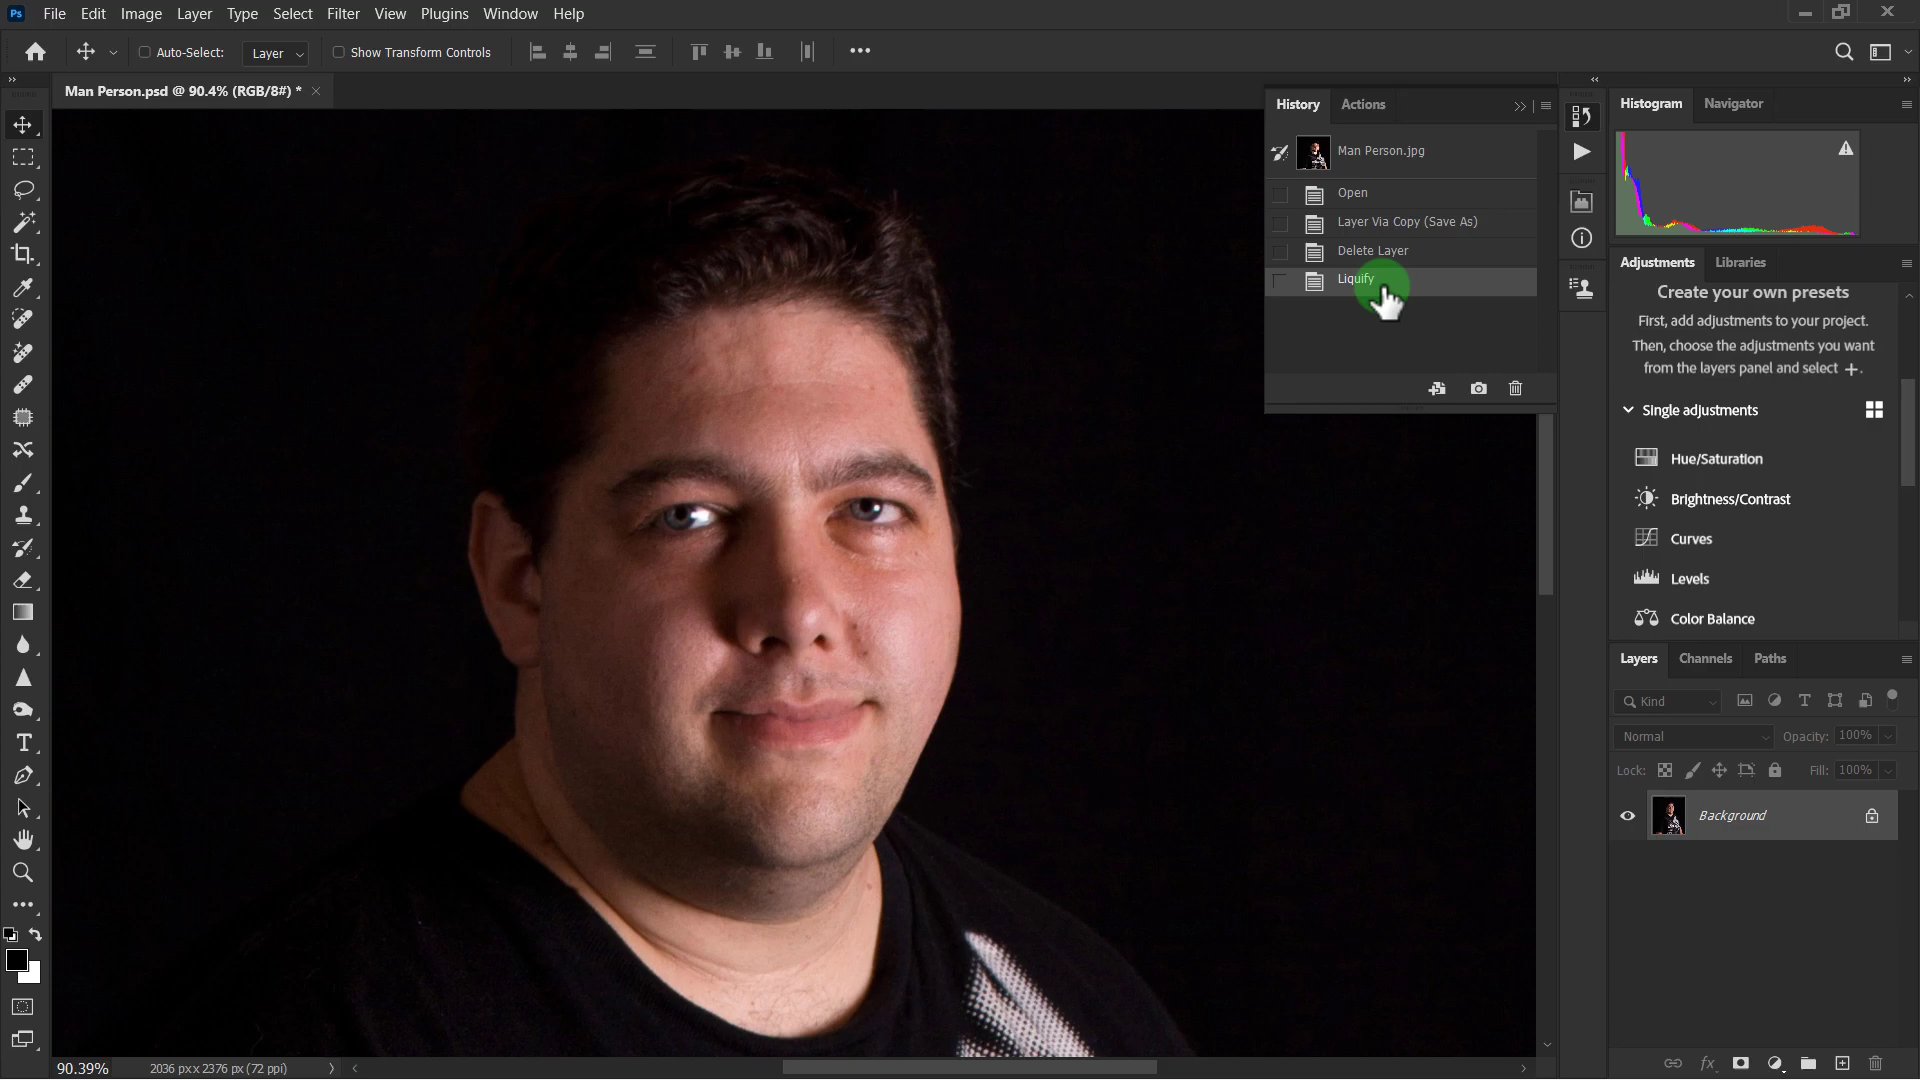 Ps File Edit Image Layer Type Select Filter View Plugins Window Help
Auto-Select: Layer Show Transform Controls
Man Person.psd @ 90.4% (RGB/8#) *
History Actions
Man Person.jpg
Open
Layer Via Copy (Save As)
Delete Layer
Liquify
Histogram Navigator
Adjustments Libraries
Create your own presets
First, add adjustments to your project.
Then, choose the adjustments you want
from the layers panel and select +.
Single adjustments
Hue/Saturation
Brightness/Contrast
Curves
Levels
Color Balance
Layers Channels Paths
Kind
Normal Opacity: 100%
Lock: Fill: 100%
Background
fx
90.39% 2036 px x 2376 px (72 ppi)